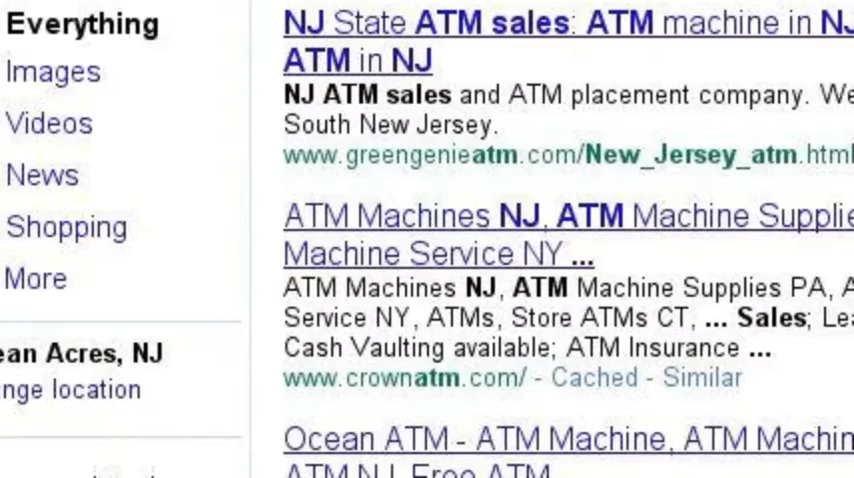 Everything
Images
Videos
News
Shopping
More
ean Acres, NJ
nge location
NJ State ATM sales: ATM machine in NJ
ATM in NJ
NJ ATM sales and ATM placement company. We
South New Jersey.
www.greengenieatm.com/New_Jersey_atm.html
ATM Machines NJ, ATM Machine Supplie
Machine Service NY ...
ATM Machines NJ, ATM Machine Supplies PA, A
Service NY, ATMs, Store ATMs CT, ... Sales; Lea
Cash Vaulting available; ATM Insurance ...
www.crownatm.com/ - Cached - Similar
Ocean ATM - ATM Machine, ATM Machin
ATM NJ, Free ATM